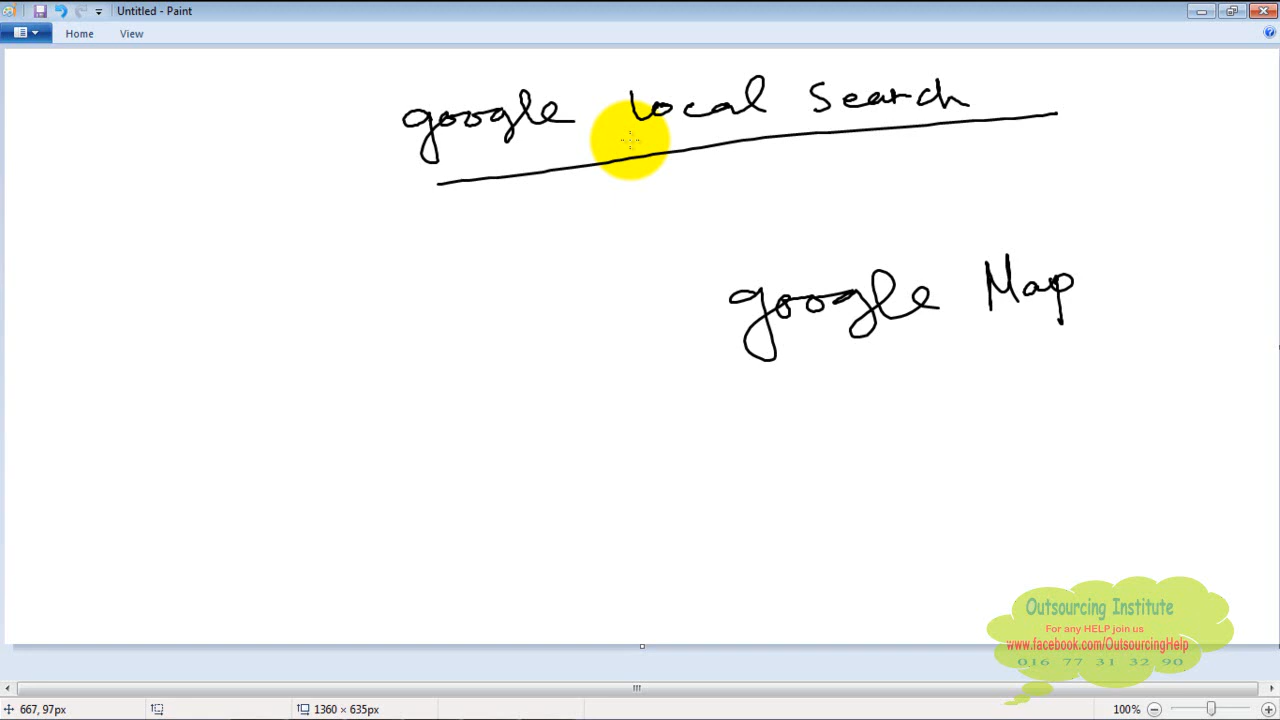 Untitled - Paint
Home View
google local search
google Map
Outsourcing Institute
For any HELP join us
www.facebook.com/OutsourcingHelp
016 77 31 32 90
667, 97px
1360 × 635px
100%